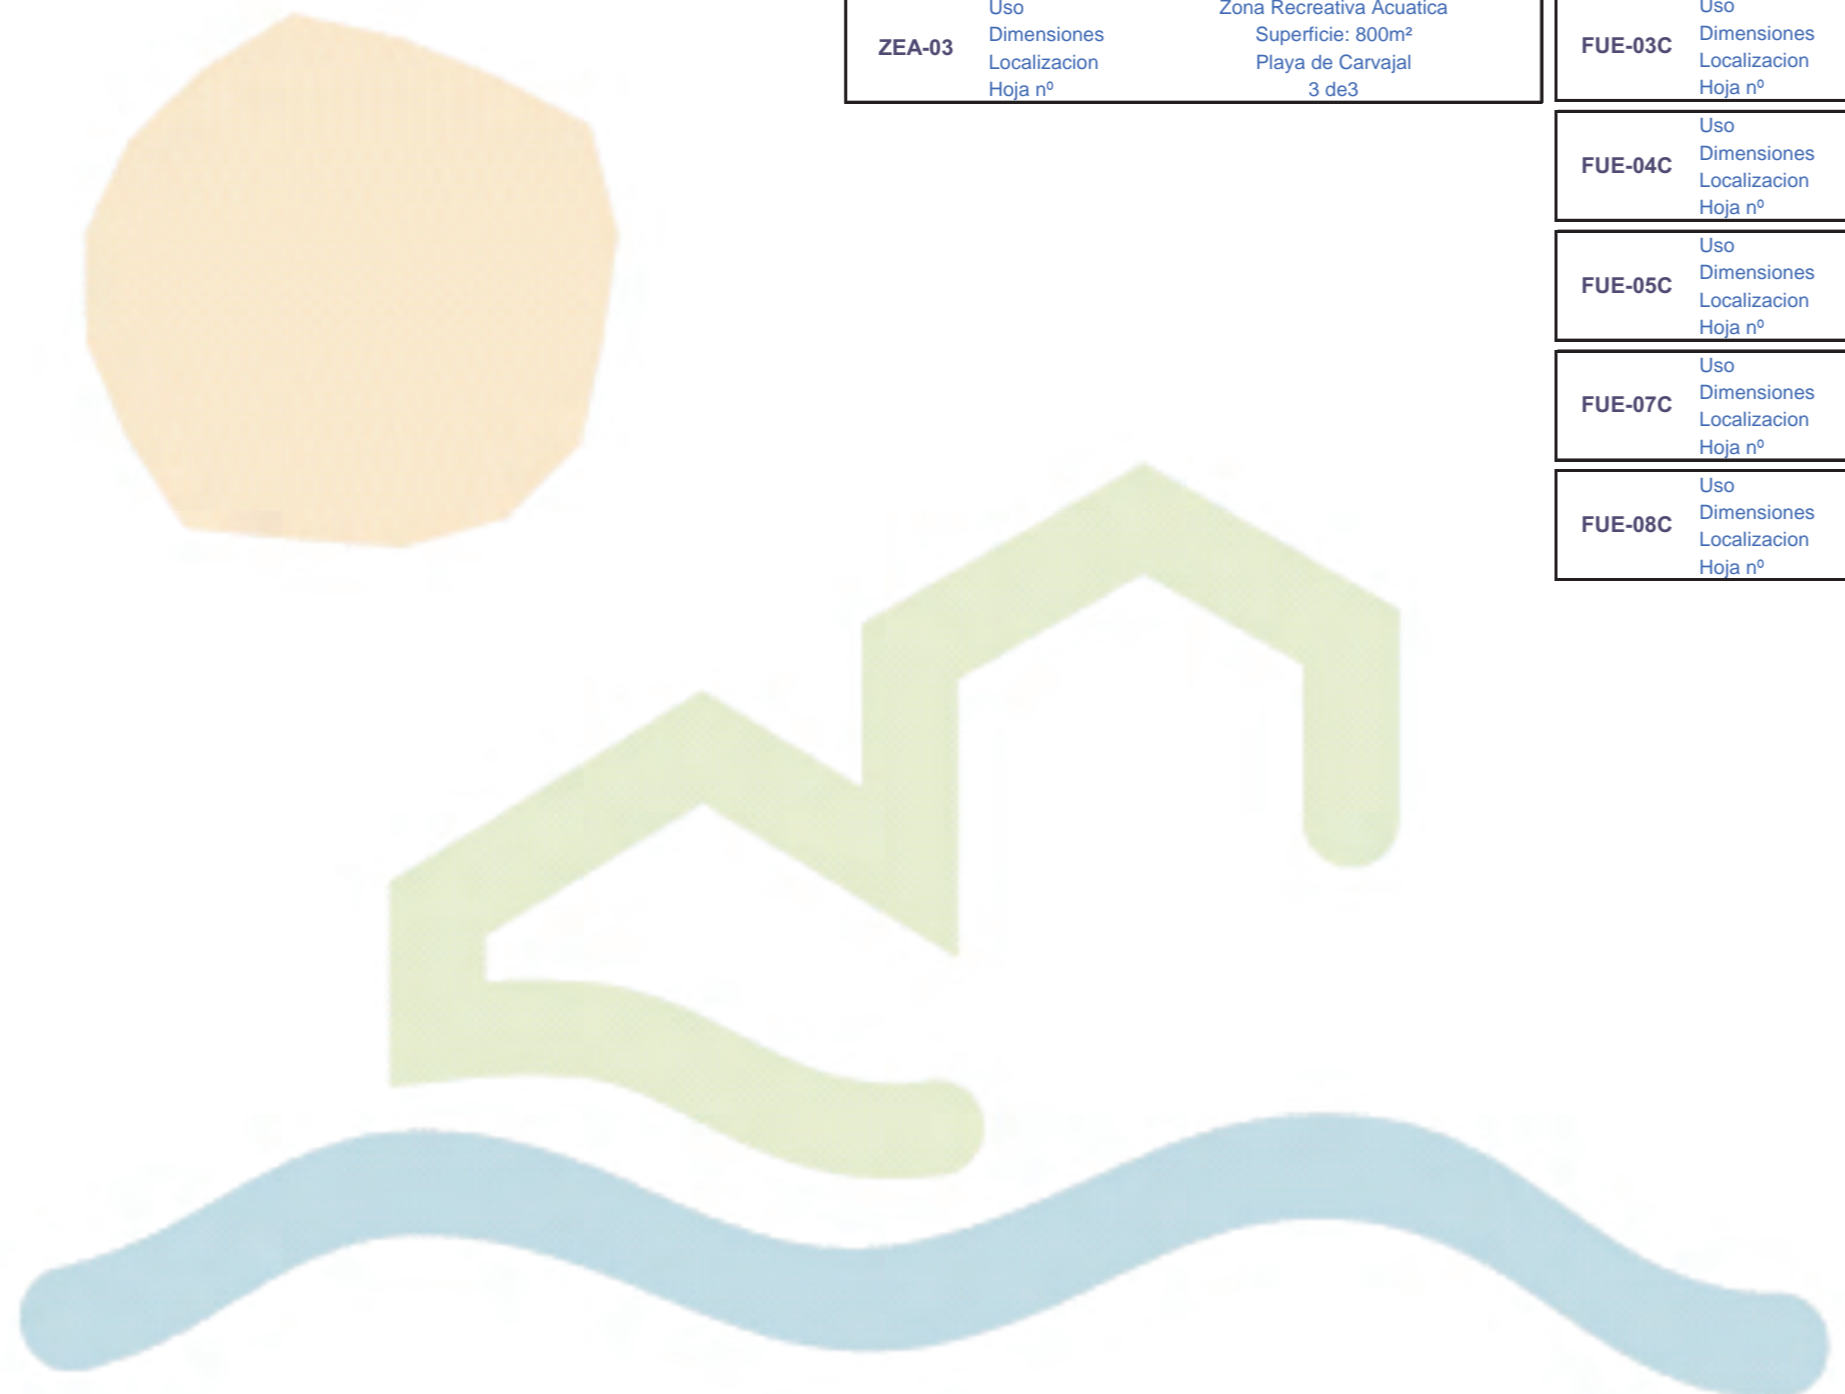 Uso Zona Recreativa Acuatica
ZEA-03
Dimensiones Superficie: 800m²
Localizacion Playa de Carvajal
Hoja nº 3 de3
Uso
FUE-03C
Dimensiones
Localizacion
Hoja nº
Uso
FUE-04C
Dimensiones
Localizacion
Hoja nº
Uso
FUE-05C
Dimensiones
Localizacion
Hoja nº
Uso
FUE-07C
Dimensiones
Localizacion
Hoja nº
Uso
FUE-08C
Dimensiones
Localizacion
Hoja nº